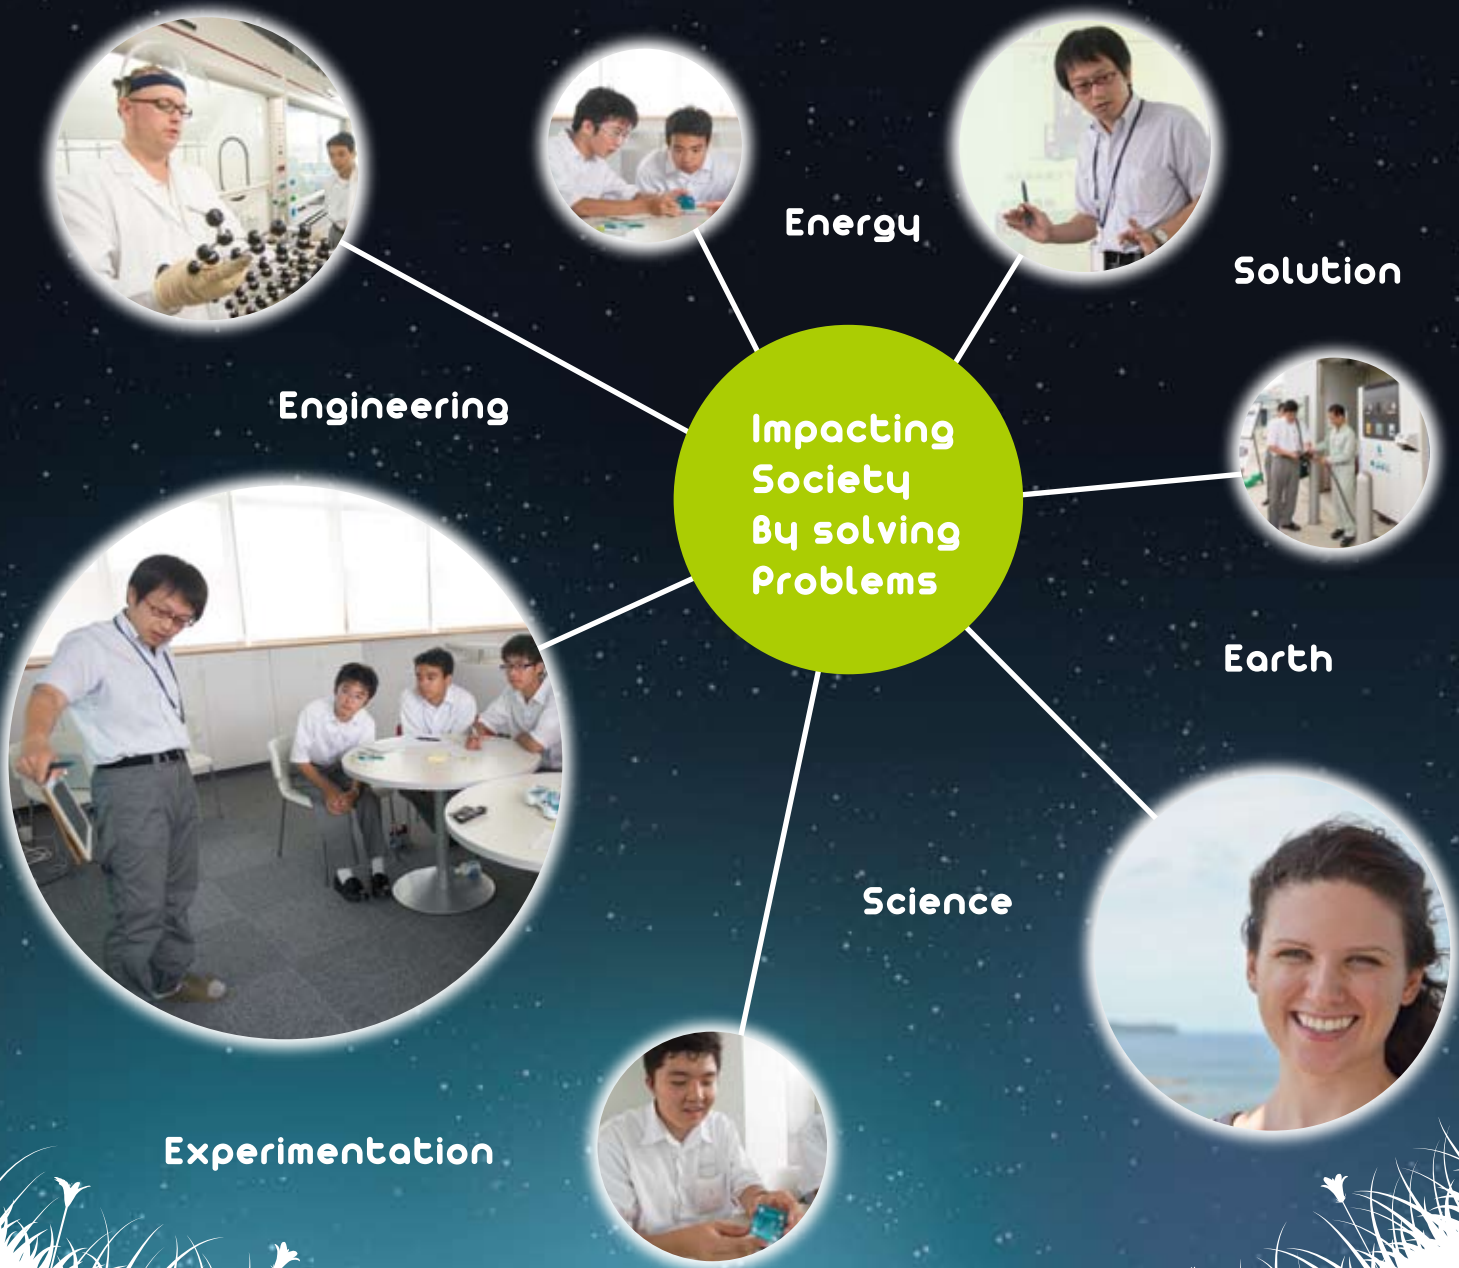 Energy
Solution
Engineering
Impacting
Society
By solving
Problems
Earth
Science
Experimentation